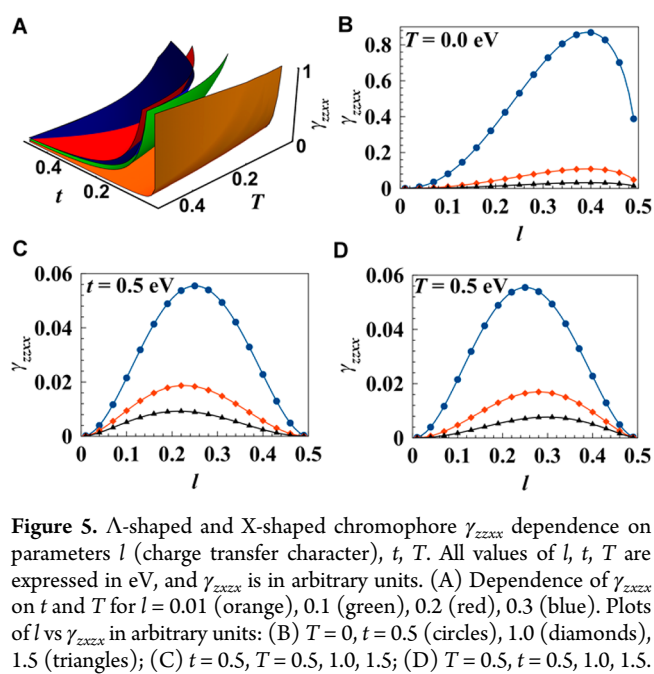 A
γzzxx
1
0
0.4
0.2
t
0.2
0.4
T
B
T = 0.0 eV
0.8
0.6
0.4
0.2
0
γzzxx
0 0.1 0.2 0.3 0.4 0.5
l
C
t = 0.5 eV
0.06
0.04
0.02
0
γzzxx
0 0.1 0.2 0.3 0.4 0.5
l
D
T = 0.5 eV
0.06
0.04
0.02
0
γzzxx
0 0.1 0.2 0.3 0.4 0.5
l
Figure 5. Λ-shaped and X-shaped chromophore γzzxx dependence on
parameters l (charge transfer character), t, T. All values of l, t, T are
expressed in eV, and γzxzx is in arbitrary units. (A) Dependence of γzxzx
on t and T for l = 0.01 (orange), 0.1 (green), 0.2 (red), 0.3 (blue). Plots
of l vs γzxzx in arbitrary units: (B) T = 0, t = 0.5 (circles), 1.0 (diamonds),
1.5 (triangles); (C) t = 0.5, T = 0.5, 1.0, 1.5; (D) T = 0.5, t = 0.5, 1.0, 1.5.